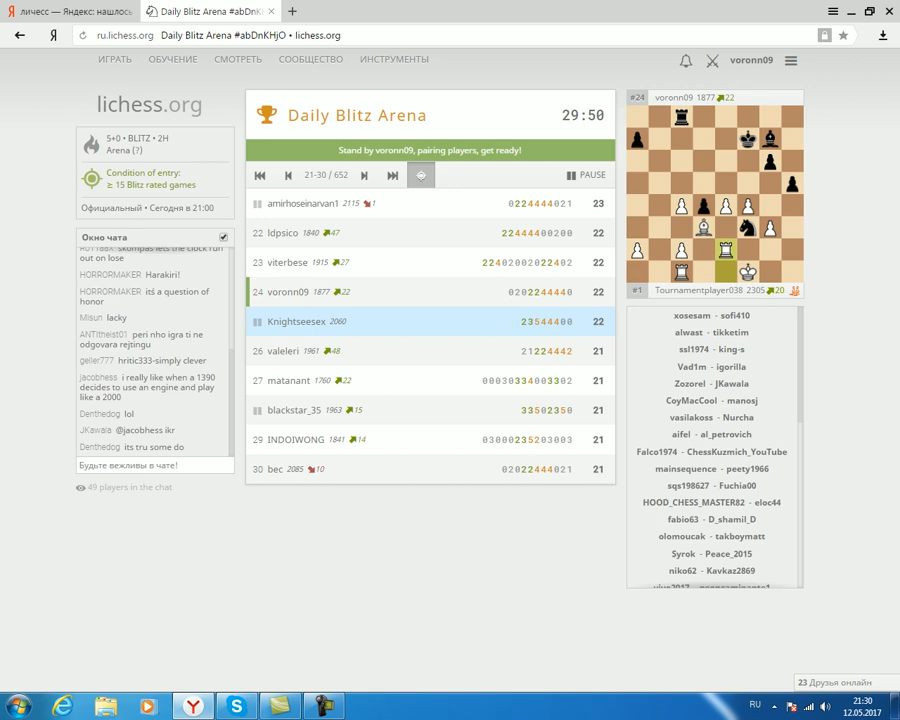 личесс — Яндекс: нашлось
Daily Blitz Arena #abDnK
ru.lichess.org Daily Blitz Arena #abDnKHjO • lichess.org
ИГРАТЬ ОБУЧЕНИЕ СМОТРЕТЬ СООБЩЕСТВО ИНСТРУМЕНТЫ
voronn09
lichess.org
5+0 • BLITZ • 2H
Arena (?)
Condition of entry:
≥ 15 Blitz rated games
Официальный • Сегодня в 21:00
Окно чата
skompas lets the clock run
out on lose
HORRORMAKER Harakiri!
HORRORMAKER it´s a question of
honor
Misun lacky
ANTItheist01 peri nho igra ti ne
odgovara rejtingu
geller777 hritic333-simply clever
jacobhess i really like when a 1390
decides to use an engine and play
like a 2000
Denthedog lol
JKawala @jacobhess ikr
Denthedog its tru some do
Будьте вежливы в чате!
49 players in the chat
Daily Blitz Arena 29:50
Stand by voronn09, pairing players, get ready!
21-30 / 652 PAUSE
amirhoseinarvan1 2115 1 0224444021 23
22 ldpsico 1840 47 22444400200 22
23 viterbese 1915 27 22402002022402 22
24 voronn09 1877 22 0202244440 22
Knightseesex 2060 23544400 22
26 valeleri 1961 48 21224442 21
27 matanant 1760 22 00030334003302 21
blackstar_35 1963 15 33502350 21
29 INDOIWONG 1841 14 03000235203003 21
30 bec 2085 10 02022444021 21
#24 voronn09 1877 22
#1 Tournamentplayer038 2305 20
xosesam - sofi410
alwast - tikketim
ssl1974 - king-s
Vad1m - igorilla
Zozorel - JKawala
CoyMacCool - manosj
vasilakoss - Nurcha
aifel - al_petrovich
Falco1974 - ChessKuzmich_YouTube
mainsequence - peety1966
sqs198627 - Fuchia00
HOOD_CHESS_MASTER82 - eloc44
fabio63 - D_shamil_D
olomoucak - takboymatt
Syrok - Peace_2015
niko62 - Kavkaz2869
23 Друзья онлайн
RU
21:30
12.05.2017